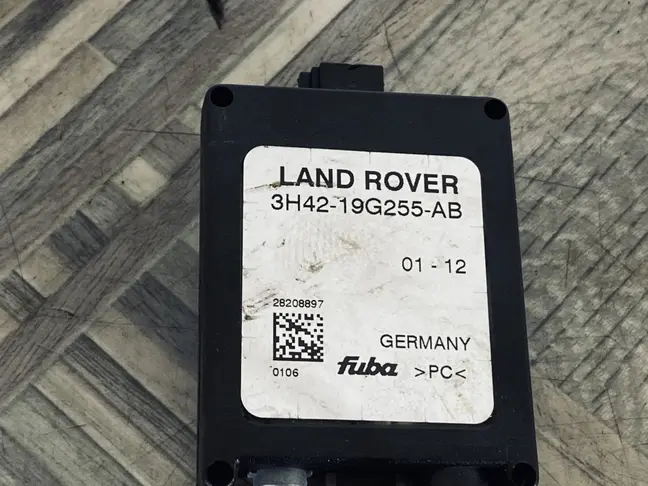 LAND ROVER
3H42-19G255-AB
01 - 12
28208897
GERMANY
0106 fuba >PC<